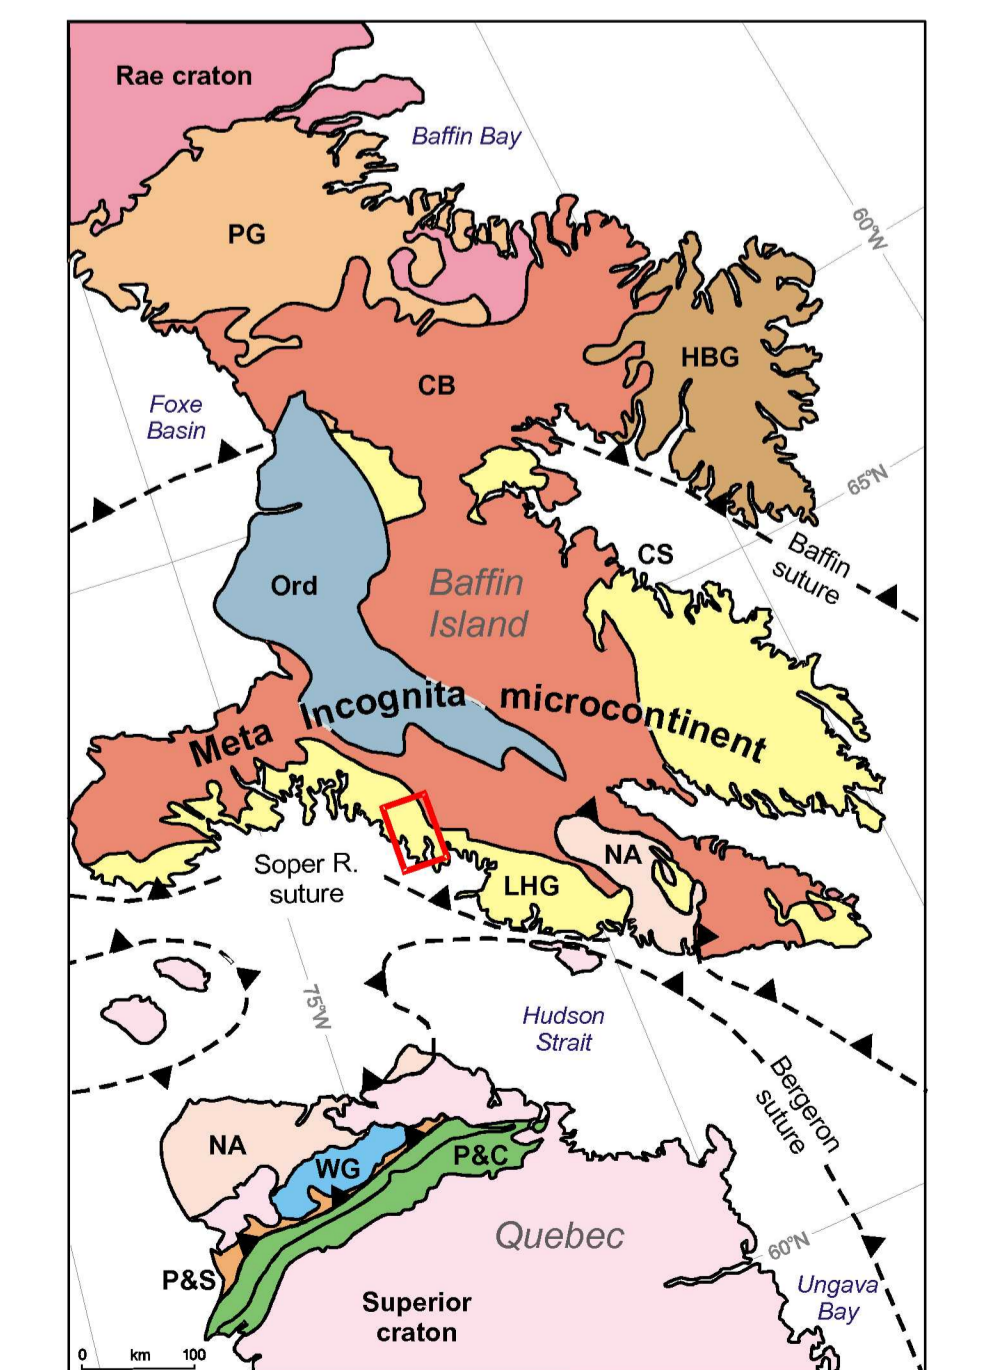 Rae craton
Baffin Bay
60°W
PG
HBG
CB
Foxe
Basin
65°N
Baffin
suture
CS
Ord
Baffin
Island
Meta Incognita microcontinent
NA
Soper R.
suture
LHG
75°W
Hudson
Strait
Bergeron
suture
NA
WG
P&C
Quebec
60°N
P&S
Ungava
Bay
Superior
craton
0 km 100